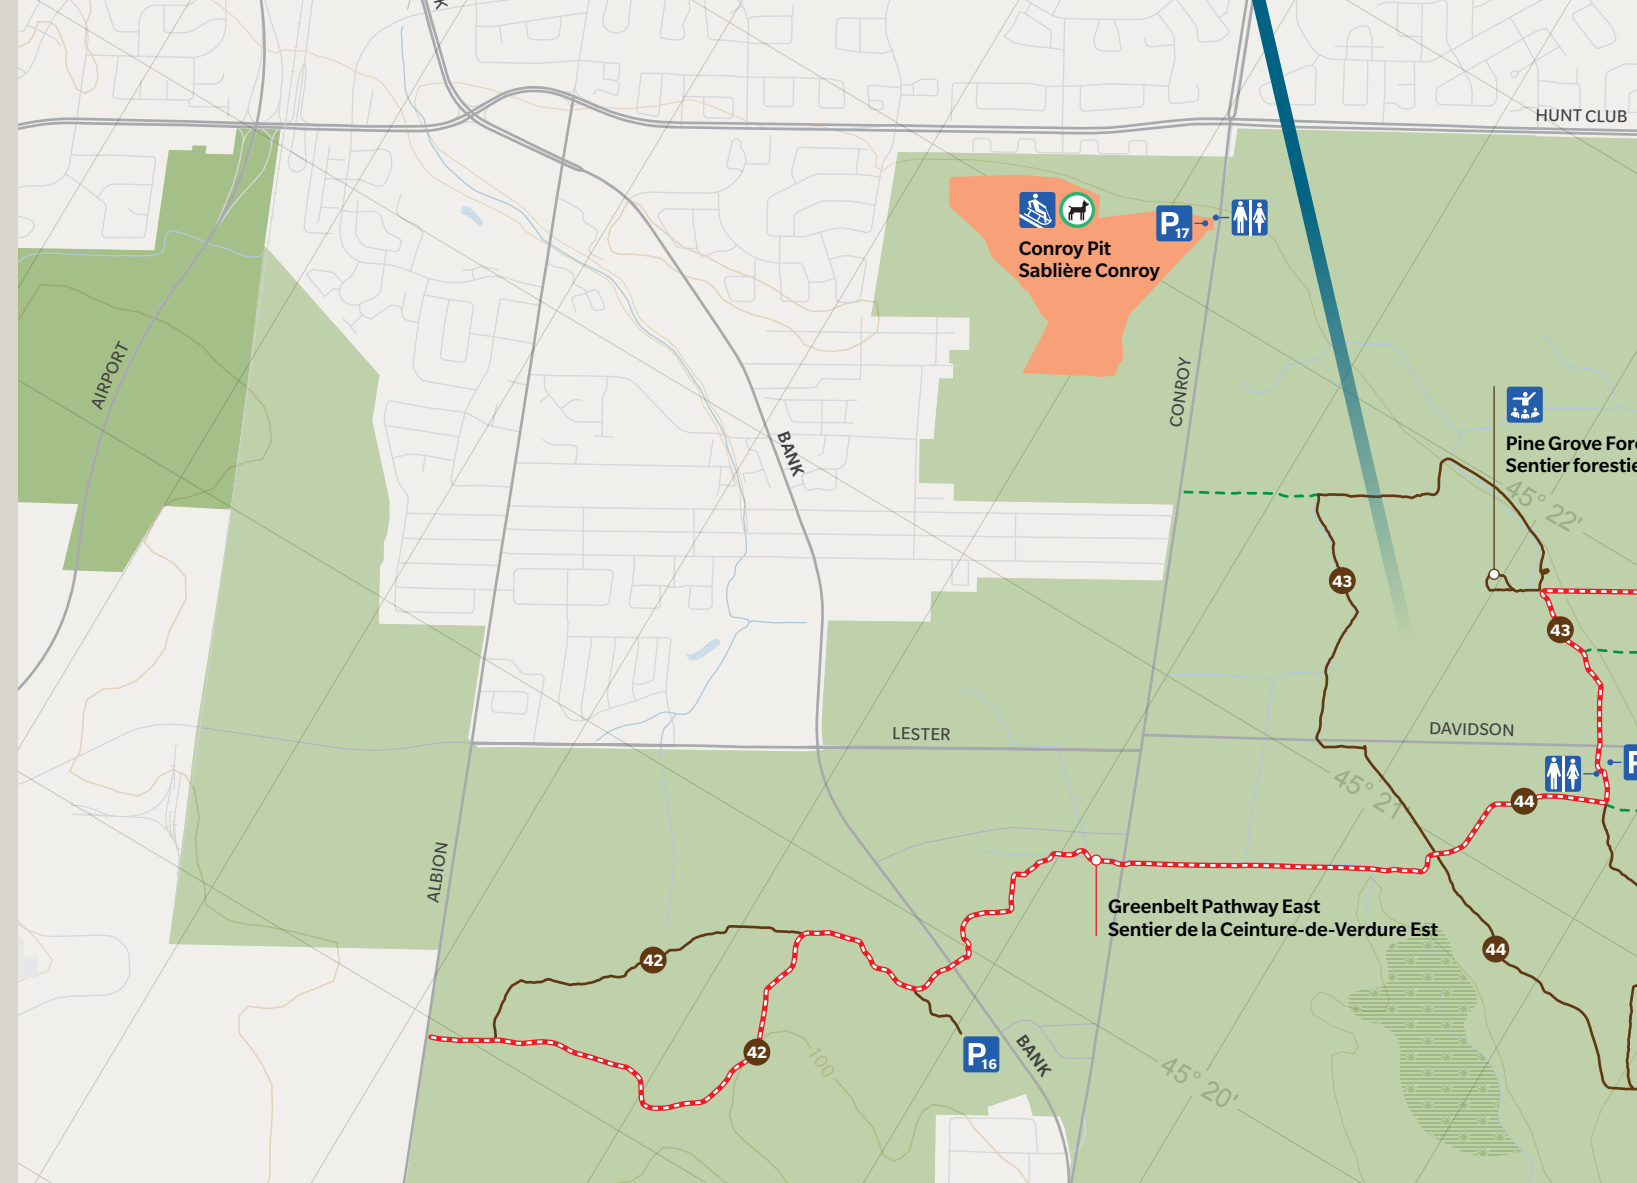 K
HUNT CLUB
P17
Conroy Pit
Sablière Conroy
AIRPORT
CONROY
BANK
Pine Grove Fore
Sentier forestie
45° 22'
43
43
LESTER
DAVIDSON
P
45° 21'
44
ALBION
Greenbelt Pathway East
Sentier de la Ceinture-de-Verdure Est
42
44
42
100
P16
BANK
45° 20'